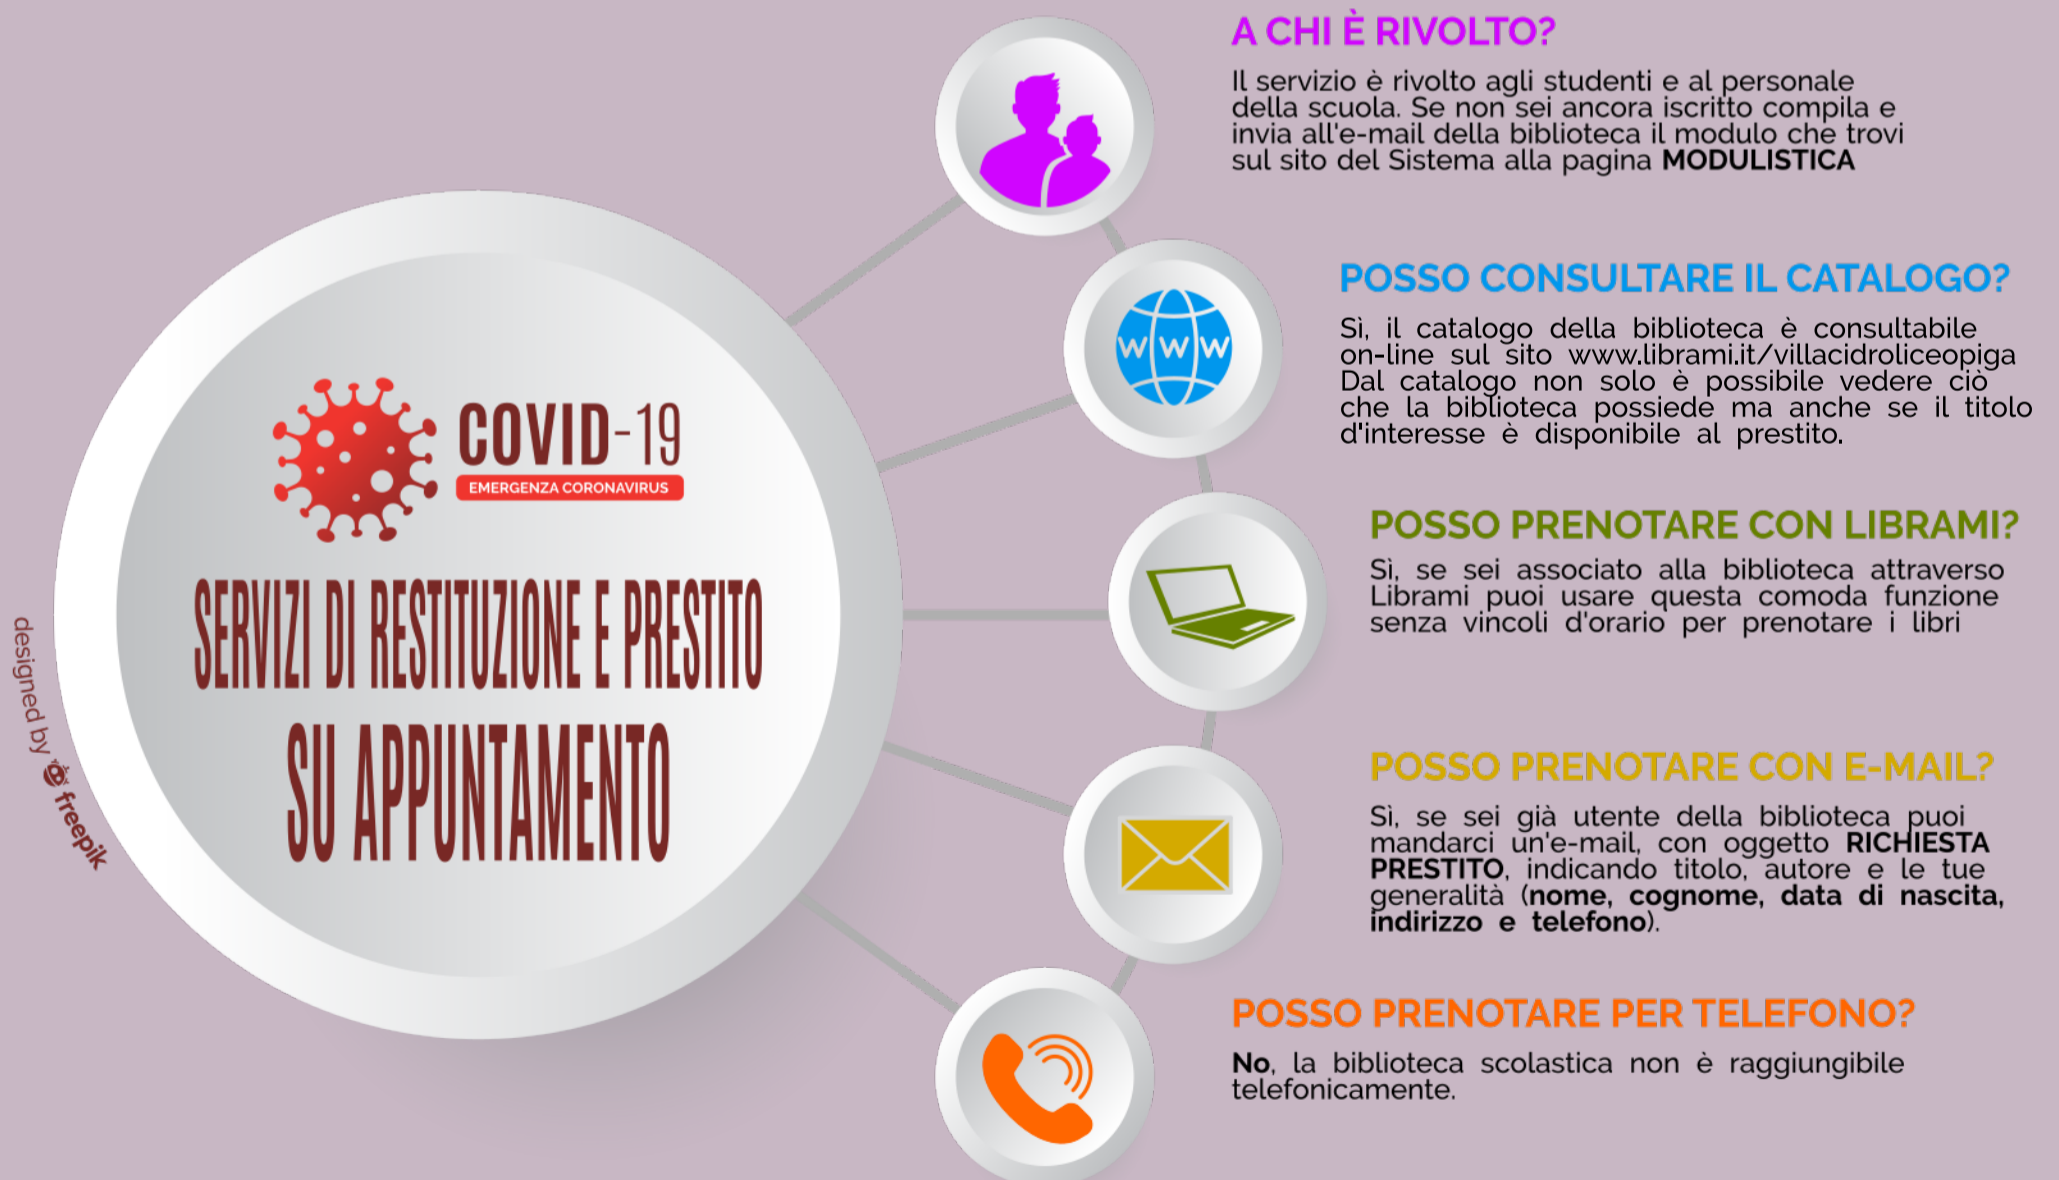 COVID-19
EMERGENZA CORONAVIRUS
SERVIZI DI RESTITUZIONE E PRESTITO
SU APPUNTAMENTO
designed by freepik
A CHI È RIVOLTO?
Il servizio è rivolto agli studenti e al personale
della scuola. Se non sei ancora iscritto compila e
invia all'e-mail della biblioteca il modulo che trovi
sul sito del Sistema alla pagina MODULISTICA
WWW
POSSO CONSULTARE IL CATALOGO?
Sì, il catalogo della biblioteca è consultabile
on-line sul sito www.librami.it/villacidroliceopiga
Dal catalogo non solo è possibile vedere ciò
che la biblioteca possiede ma anche se il titolo
d'interesse è disponibile al prestito.
POSSO PRENOTARE CON LIBRAMI?
Sì, se sei associato alla biblioteca attraverso
Librami puoi usare questa comoda funzione
senza vincoli d'orario per prenotare i libri
POSSO PRENOTARE CON E-MAIL?
Sì, se sei già utente della biblioteca puoi
mandarci un'e-mail, con oggetto RICHIESTA
PRESTITO, indicando titolo, autore e le tue
generalità (nome, cognome, data di nascita,
indirizzo e telefono).
POSSO PRENOTARE PER TELEFONO?
No, la biblioteca scolastica non è raggiungibile
telefonicamente.